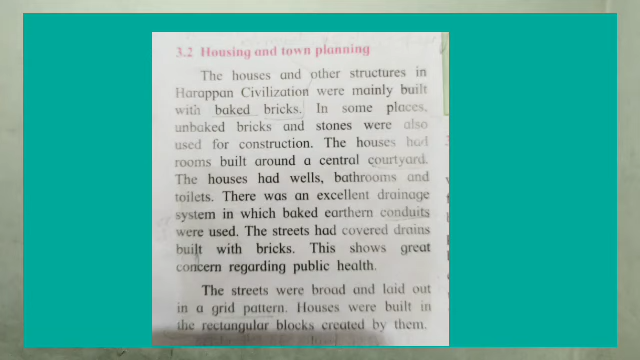 3.2 Housing and town planning
The houses and other structures in
Harappan Civilization were mainly built
with baked bricks. In some places,
unbaked bricks and stones were also
used for construction. The houses had
rooms built around a central courtyard.
The houses had wells, bathrooms and
toilets. There was an excellent drainage
system in which baked earthern conduits
were used. The streets had covered drains
built with bricks. This shows great
concern regarding public health.
The streets were broad and laid out
in a grid pattern. Houses were built in
the rectangular blocks created by them.